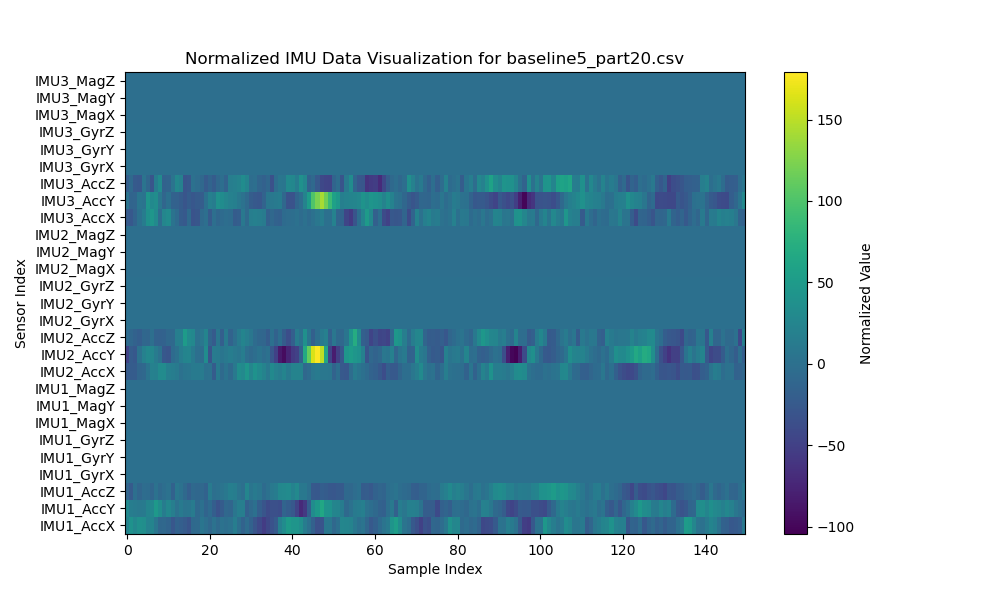 Normalized IMU Data Visualization for baseline5_part20.csv
Sensor Index
IMU3_MagZ
IMU3_MagY
IMU3_MagX
IMU3_GyrZ
IMU3_GyrY
IMU3_GyrX
IMU3_AccZ
IMU3_AccY
IMU3_AccX
IMU2_MagZ
IMU2_MagY
IMU2_MagX
IMU2_GyrZ
IMU2_GyrY
IMU2_GyrX
IMU2_AccZ
IMU2_AccY
IMU2_AccX
IMU1_MagZ
IMU1_MagY
IMU1_MagX
IMU1_GyrZ
IMU1_GyrY
IMU1_GyrX
IMU1_AccZ
IMU1_AccY
IMU1_AccX
0 20 40 60 80 100 120 140
Sample Index
150
100
50
0
−50
−100
Normalized Value